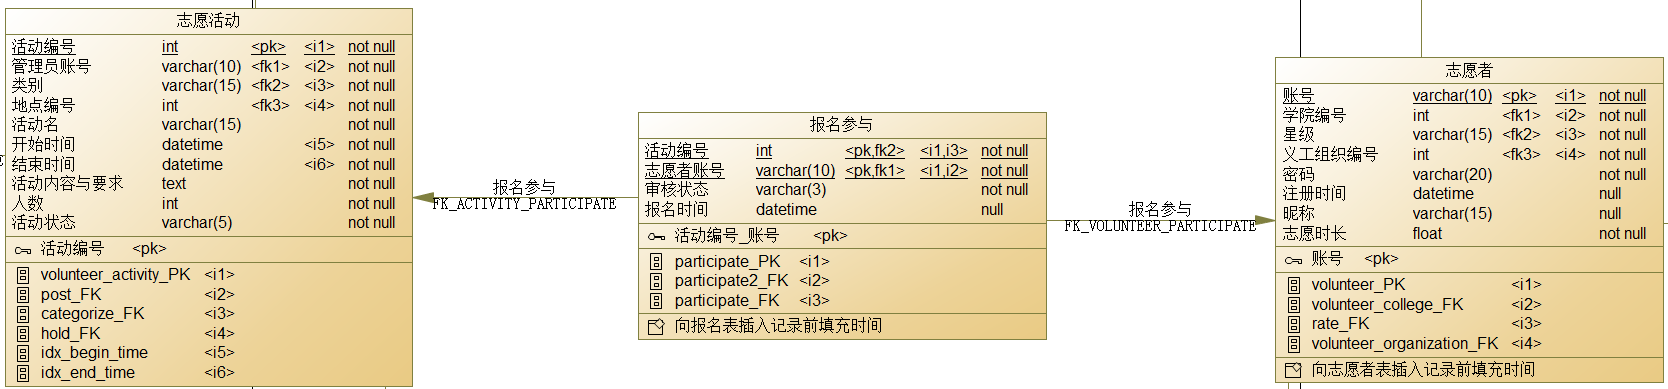 志愿活动
活动编号 int <pk> <i1> not null
管理员账号 varchar(10) <fk1> <i2> not null
类别 varchar(15) <fk2> <i3> not null
地点编号 int <fk3> <i4> not null
活动名 varchar(15) not null
开始时间 datetime <i5> not null
结束时间 datetime <i6> not null
活动内容与要求 text not null
人数 int not null
活动状态 varchar(5) not null
活动编号 <pk>
volunteer_activity_PK <i1>
post_FK <i2>
categorize_FK <i3>
hold_FK <i4>
idx_begin_time <i5>
idx_end_time <i6>
报名参与
FK_ACTIVITY_PARTICIPATE
报名参与
活动编号 int <pk,fk2> <i1,i3> not null
志愿者账号 varchar(10) <pk,fk1> <i1,i2> not null
审核状态 varchar(3) not null
报名时间 datetime null
活动编号_账号 <pk>
participate_PK <i1>
participate2_FK <i2>
participate_FK <i3>
向报名表插入记录前填充时间
报名参与
FK_VOLUNTEER_PARTICIPATE
志愿者
账号 varchar(10) <pk> <i1> not null
学院编号 int <fk1> <i2> not null
星级 varchar(15) <fk2> <i3> not null
义工组织编号 int <fk3> <i4> not null
密码 varchar(20) not null
注册时间 datetime null
昵称 varchar(15) null
志愿时长 float not null
账号 <pk>
volunteer_PK <i1>
volunteer_college_FK <i2>
rate_FK <i3>
volunteer_organization_FK <i4>
向志愿者表插入记录前填充时间